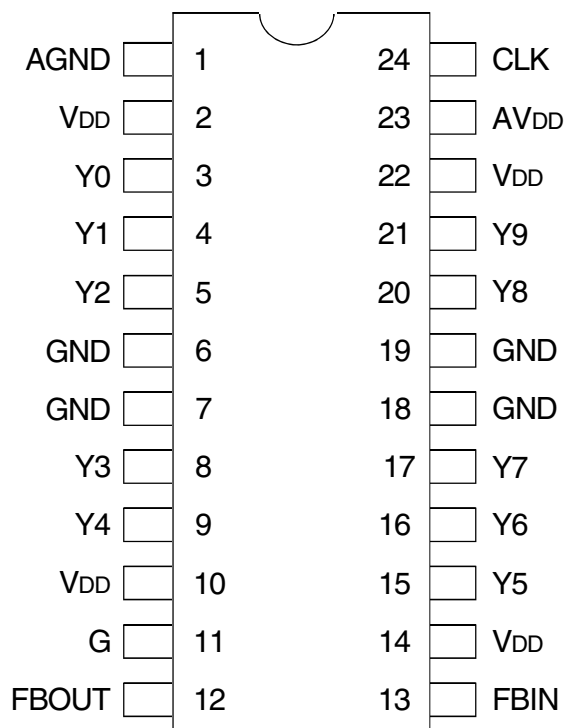 AGND 1 24 CLK
VDD 2 23 AVDD
Y0 3 22 VDD
Y1 4 21 Y9
Y2 5 20 Y8
GND 6 19 GND
GND 7 18 GND
Y3 8 17 Y7
Y4 9 16 Y6
VDD 10 15 Y5
G 11 14 VDD
FBOUT 12 13 FBIN